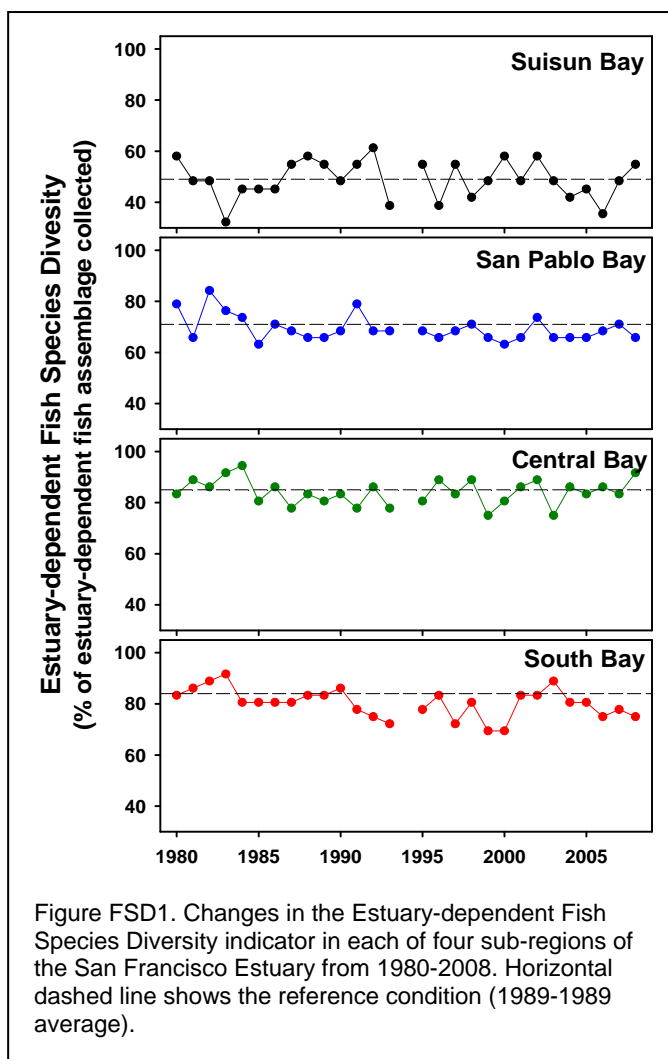 Estuary-dependent Fish Species Divesity
(% of estuary-dependent fish assemblage collected)
100
80
60
40
Suisun Bay
100
80
60
40
San Pablo Bay
100
80
60
40
Central Bay
100
80
60
40
South Bay
1980 1985 1990 1995 2000 2005
Figure FSD1. Changes in the Estuary-dependent Fish
Species Diversity indicator in each of four sub-regions of
the San Francisco Estuary from 1980-2008. Horizontal
dashed line shows the reference condition (1989-1989
average).